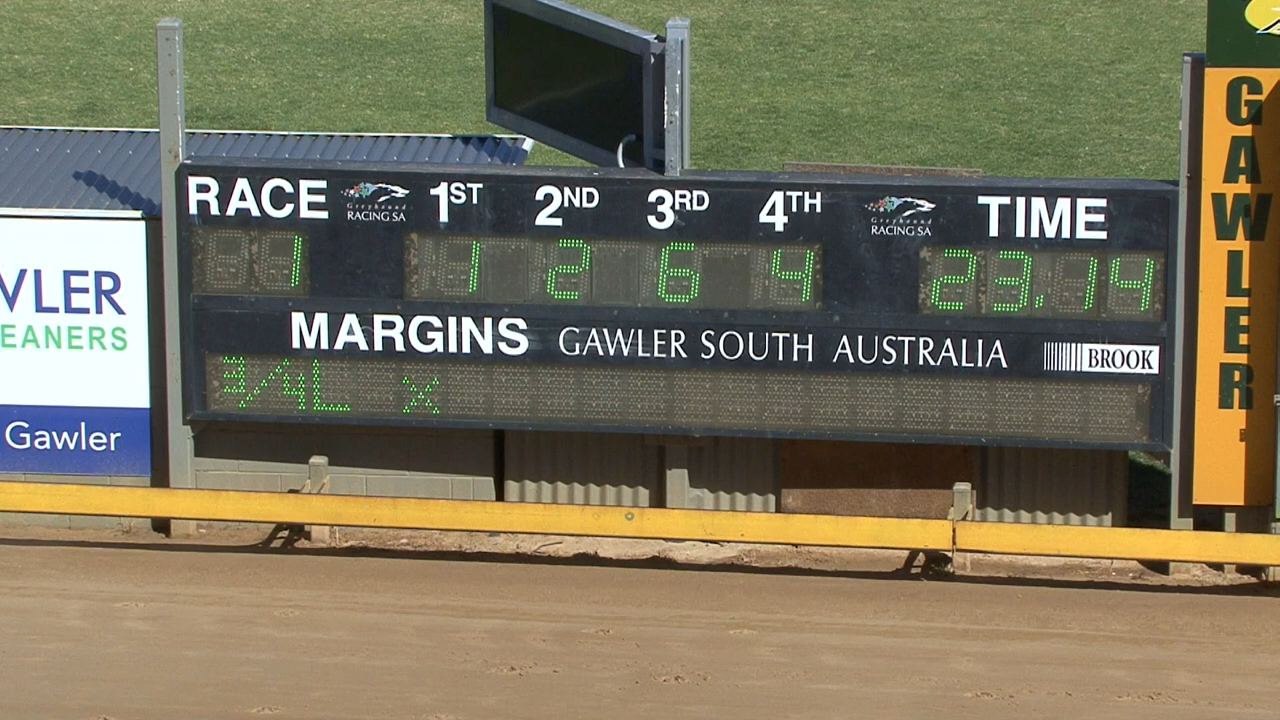 RACE 1ST 2ND 3RD 4TH TIME
Greyhound RACING SA
Greyhound RACING SA
1 1 2 6 4 23.14
MARGINS GAWLER SOUTH AUSTRALIA BROOK
3/4L X
WLER
EANERS
Gawler
GAWLER